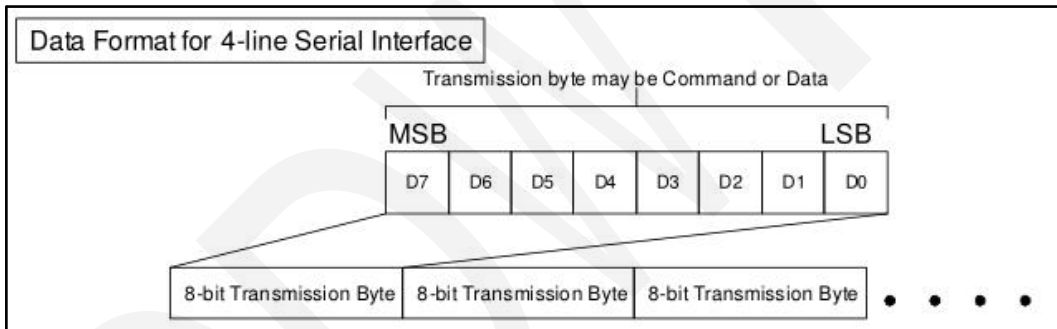 Data Format for 4-line Serial Interface
Transmission byte may be Command or Data
MSB LSB
D7 D6 D5 D4 D3 D2 D1 D0
8-bit Transmission Byte 8-bit Transmission Byte 8-bit Transmission Byte